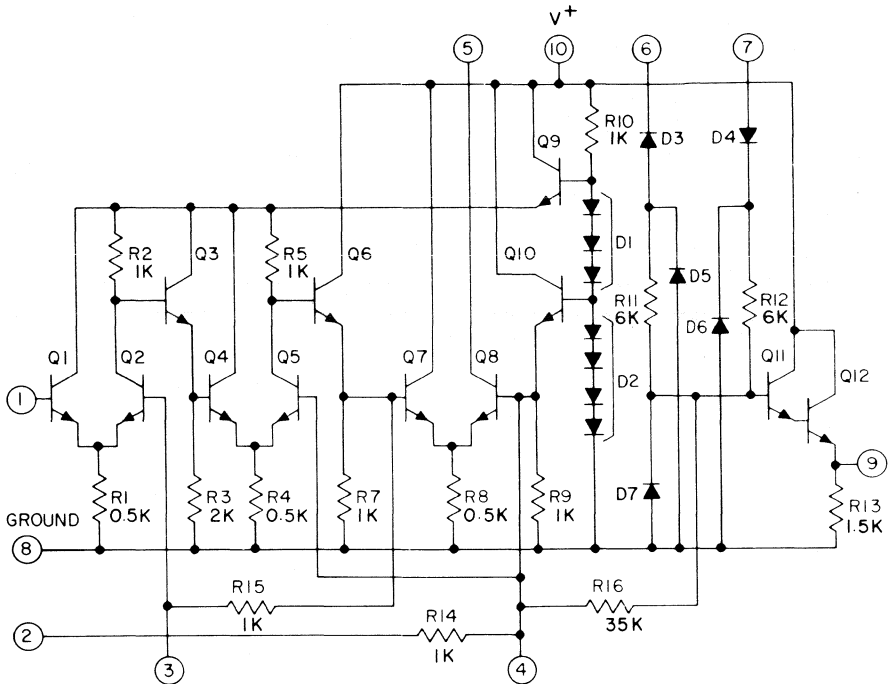 V+
5
10
6
7
R10
1K
D3
D4
Q9
R2
1K
Q3
R5
1K
Q6
Q10
D1
D5
R11
6K
D6
R12
6K
Q1
Q2
Q4
Q5
Q7
Q8
D2
Q11
Q12
1
9
R1
0.5K
R3
2K
R4
0.5K
R7
1K
R8
0.5K
R9
1K
D7
R13
1.5K
GROUND
8
R15
1K
R16
35K
2
R14
1K
3
4